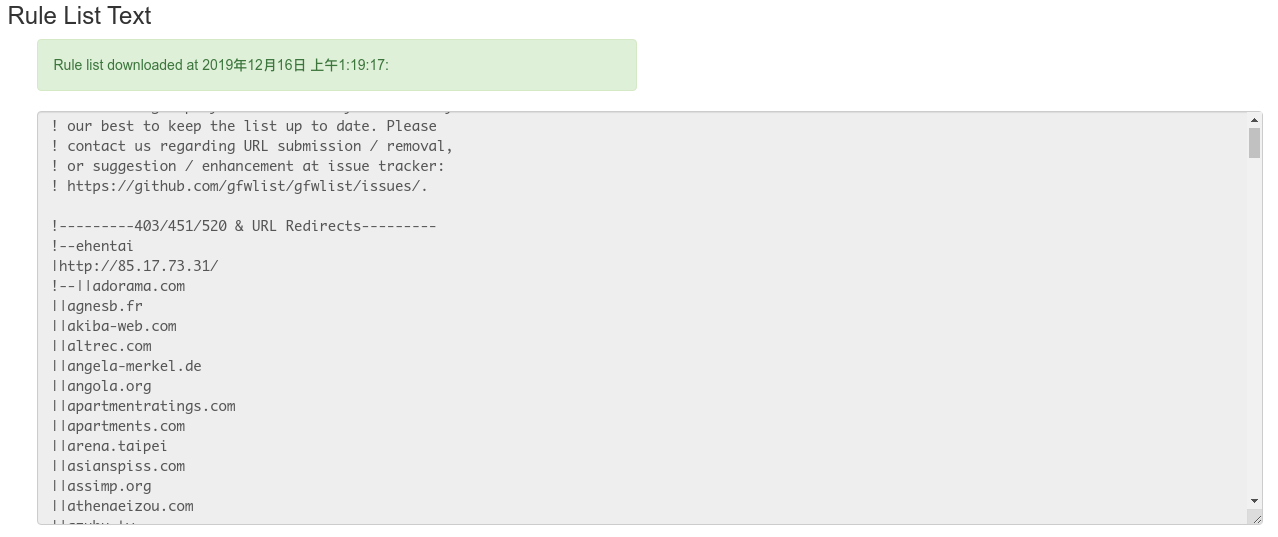 Rule List Text
Rule list downloaded at 2019年12月16日 上午1:19:17:
! our best to keep the list up to date. Please
! contact us regarding URL submission / removal,
! or suggestion / enhancement at issue tracker:
! https://github.com/gfwlist/gfwlist/issues/.
!---------403/451/520 & URL Redirects---------
!--ehentai
|http://85.17.73.31/
!--||adorama.com
||agnesb.fr
||akiba-web.com
||altrec.com
||angela-merkel.de
||angola.org
||apartmentratings.com
||apartments.com
||arena.taipei
||asianspiss.com
||assimp.org
||athenaeizou.com